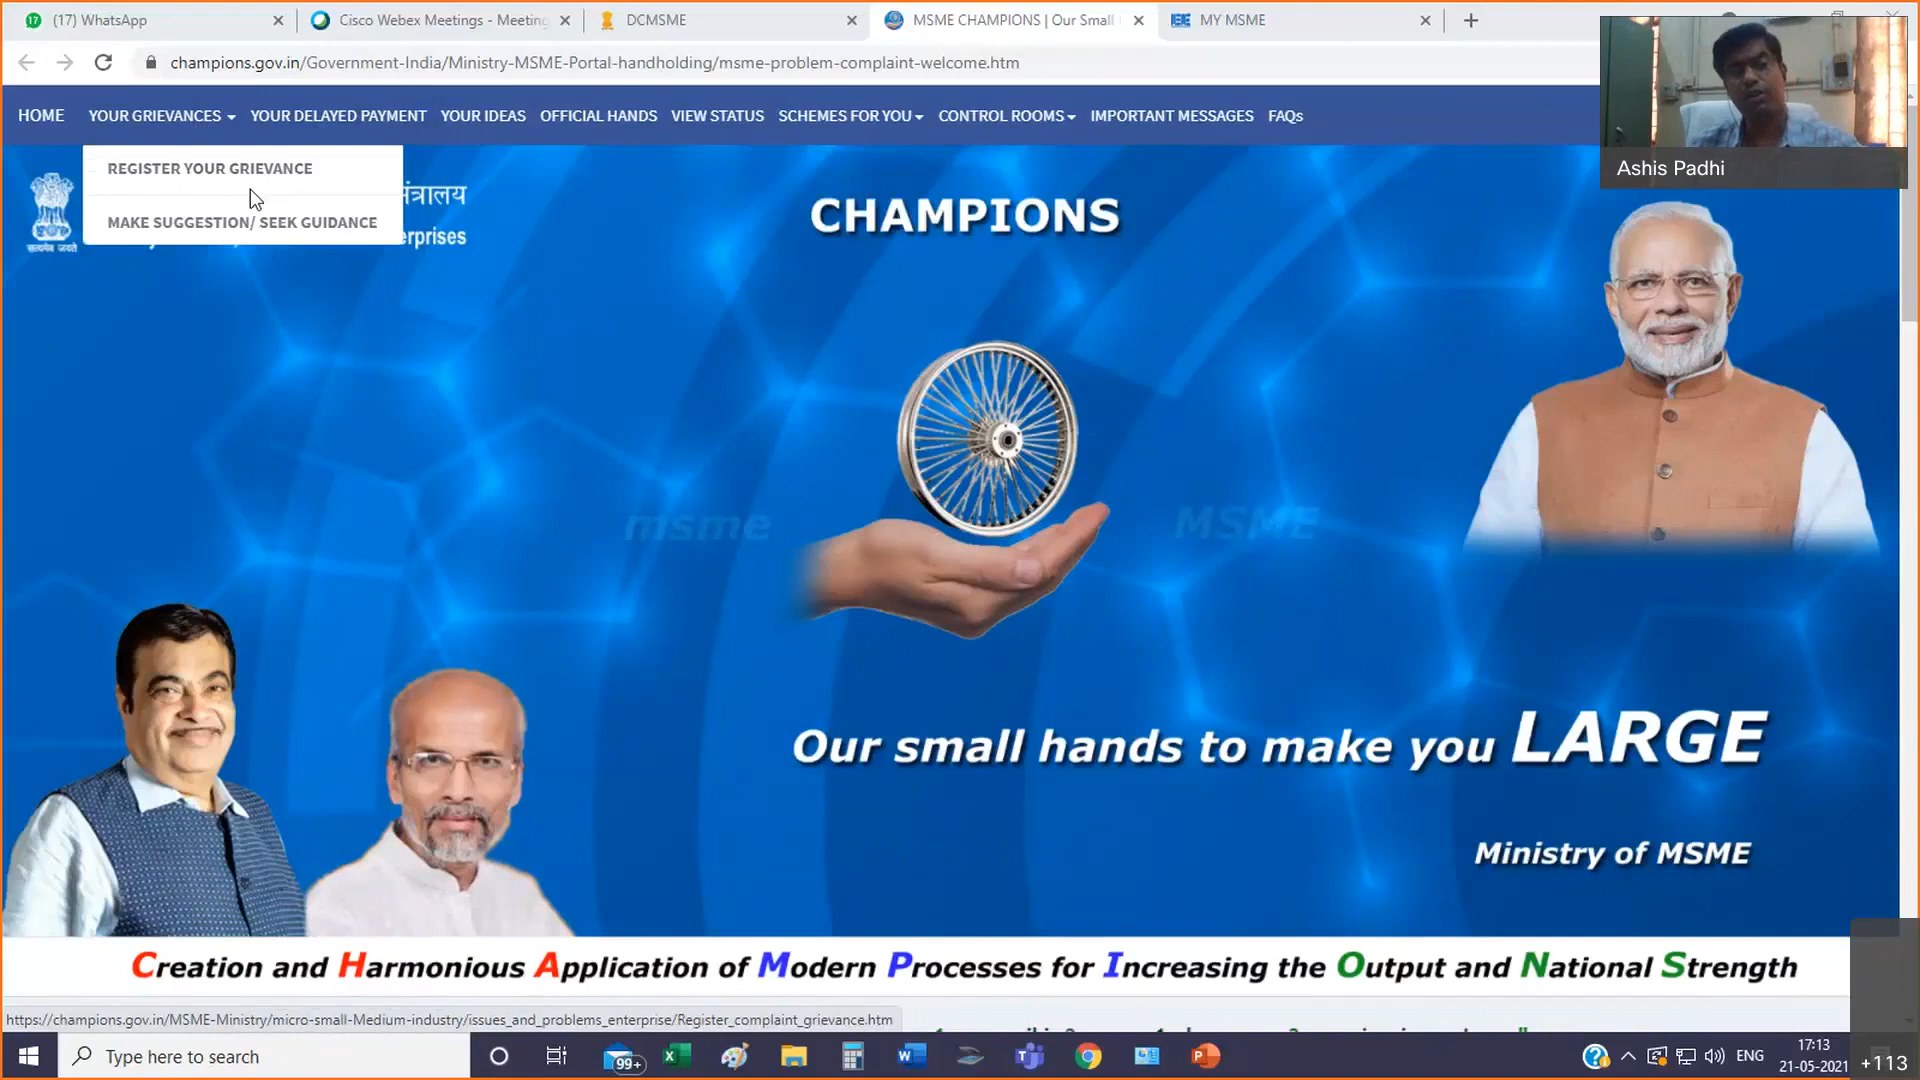 (17) WhatsApp
Cisco Webex Meetings - Meeting
DCMSME
MSME CHAMPIONS | Our Small
MY MSME
champions.gov.in/Government-India/Ministry-MSME-Portal-handholding/msme-problem-complaint-welcome.htm
HOME
YOUR GRIEVANCES
YOUR DELAYED PAYMENT
YOUR IDEAS
OFFICIAL HANDS
VIEW STATUS
SCHEMES FOR YOU
CONTROL ROOMS
IMPORTANT MESSAGES
FAQs
Ashis Padhi
REGISTER YOUR GRIEVANCE
MAKE SUGGESTION/ SEEK GUIDANCE
सत्यमेव जयते
CHAMPIONS
msme
MSME
Our small hands to make you LARGE
Ministry of MSME
Creation and Harmonious Application of Modern Processes for Increasing the Output and National Strength
https://champions.gov.in/MSME-Ministry/micro-small-Medium-industry/issues_and_problems_enterprise/Register_complaint_grievance.htm
Type here to search
99+
ENG
17:13
21-05-2021
+113